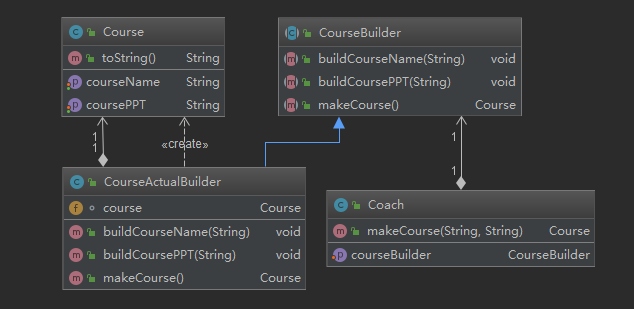 Course
toString() String
courseName String
coursePPT String
CourseBuilder
buildCourseName(String) void
buildCoursePPT(String) void
makeCourse() Course
1
1
«create»
1
1
CourseActualBuilder
course Course
buildCourseName(String) void
buildCoursePPT(String) void
makeCourse() Course
Coach
makeCourse(String, String) Course
courseBuilder CourseBuilder